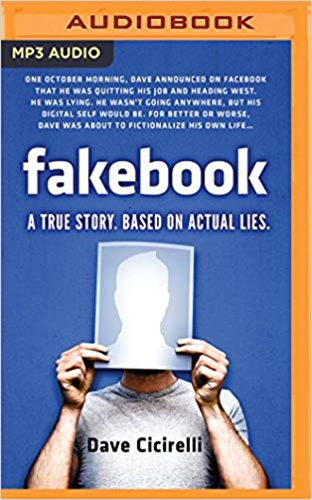 AUDIOBOOK
MP3 AUDIO
ONE OCTOBER MORNING, DAVE ANNOUNCED ON FACEBOOK
THAT HE WAS QUITTING HIS JOB AND HEADING WEST.
HE WAS LYING. HE WASN'T GOING ANYWHERE, BUT HIS
DIGITAL SELF WOULD BE. FOR BETTER OR WORSE,
DAVE WAS ABOUT TO FICTIONALIZE HIS OWN LIFE...
fakebook
A TRUE STORY. BASED ON ACTUAL LIES.
Dave Cicirelli